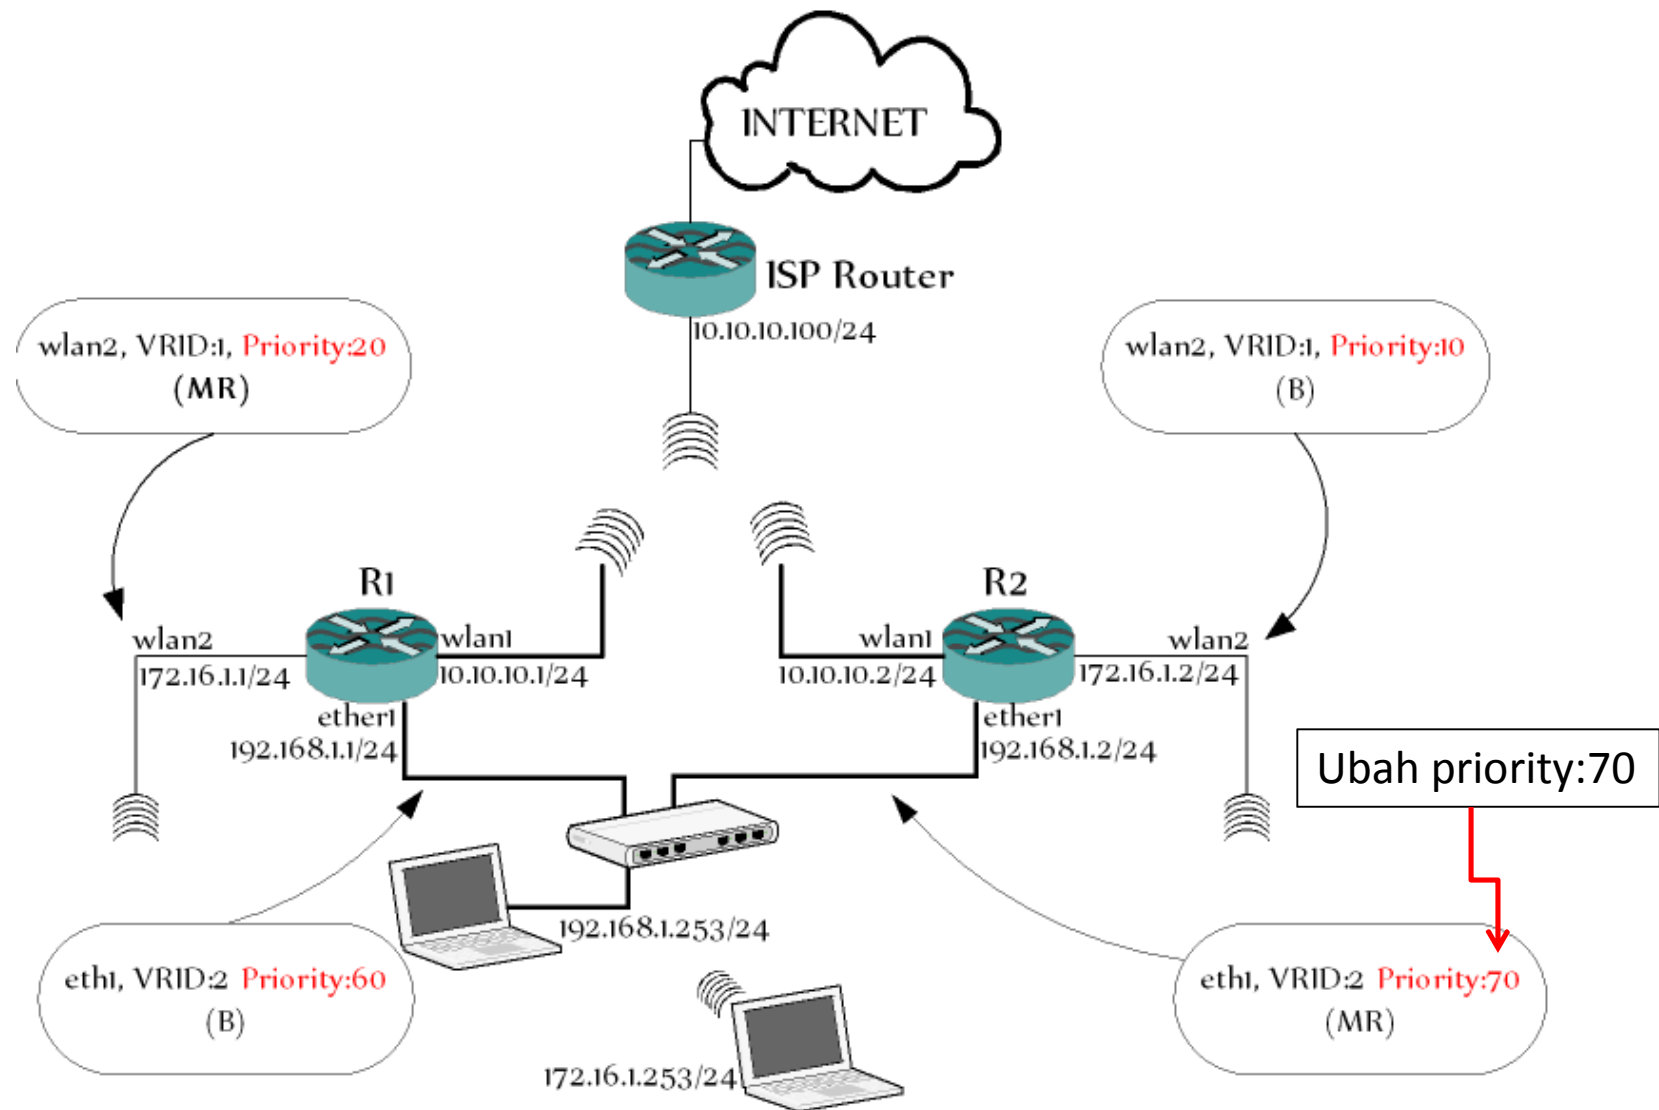 INTERNET
ISP Router
10.10.10.100/24
wlan2, VRID:1, Priority:20
(MR)
wlan2, VRID:1, Priority:10
(B)
R1
R2
wlan2
172.16.1.1/24
wlan1
10.10.10.1/24
ether1
192.168.1.1/24
wlan1
10.10.10.2/24
wlan2
172.16.1.2/24
ether1
192.168.1.2/24
Ubah priority:70
192.168.1.253/24
eth1, VRID:2 Priority:60
(B)
eth1, VRID:2 Priority:70
(MR)
172.16.1.253/24